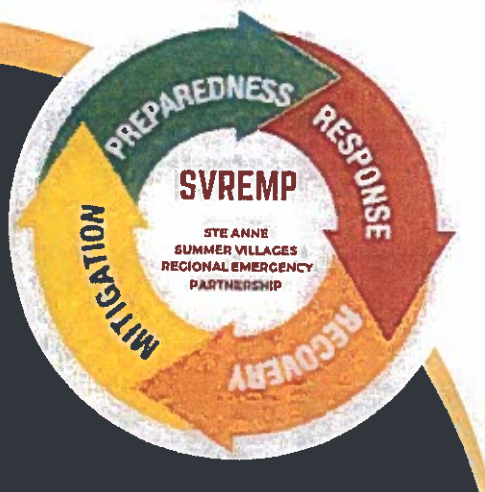 PREPAREDNESS
RESPONSE
SVREMP
STE ANNE
SUMMER VILLAGES
REGIONAL EMERGENCY
PARTNERSHIP
MITIGATION
RECOVERY